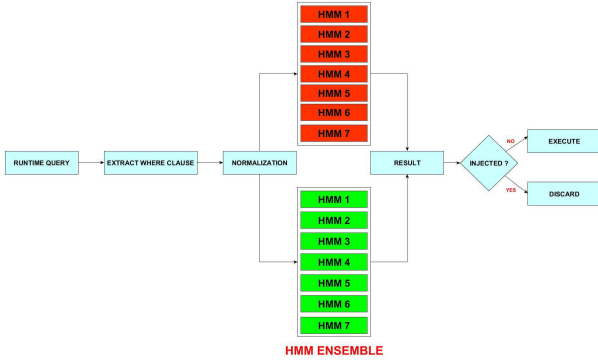 HMM 1
HMM 2
HMM 3
HMM 4
HMM 5
HMM 6
HMM 7
RUNTIME QUERY
EXTRACT WHERE CLAUSE
NORMALIZATION
RESULT
INJECTED ?
NO
EXECUTE
YES
DISCARD
HMM 1
HMM 2
HMM 3
HMM 4
HMM 5
HMM 6
HMM 7
HMM ENSEMBLE